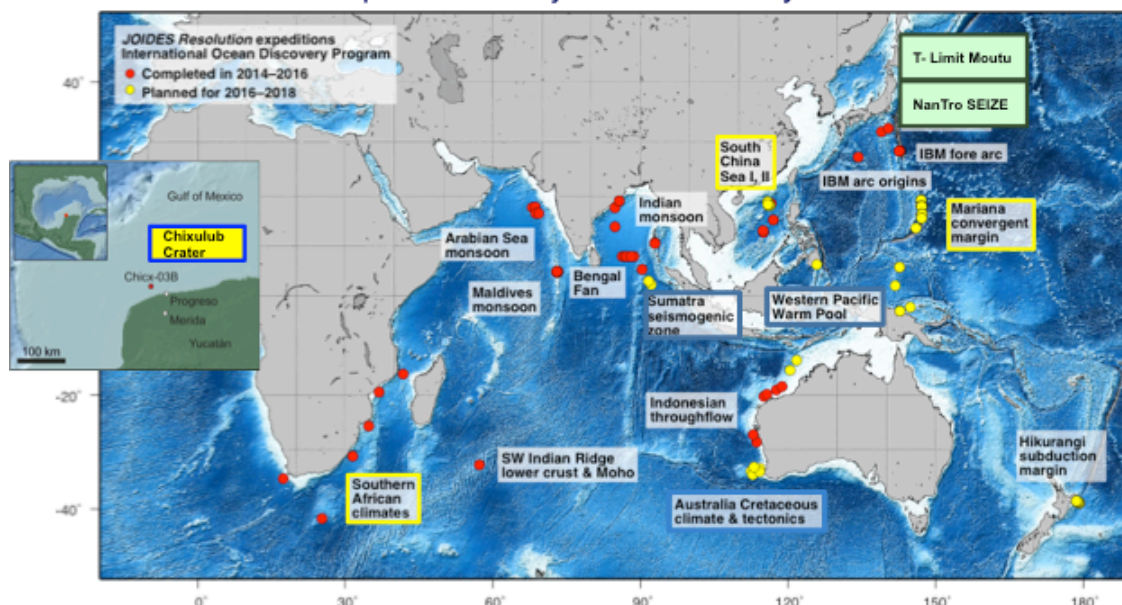 JOIDES Resolution expeditions
International Ocean Discovery Program
Completed in 2014–2016
Planned for 2016–2018
T- Limit Moutu
NanTro SEIZE
IBM fore arc
IBM arc origins
South
China
Sea I, II
Mariana
convergent
margin
Indian
monsoon
Arabian Sea
monsoon
Bengal
Fan
Maldives
monsoon
Sumatra
seismogenic
zone
Western Pacific
Warm Pool
Gulf of Mexico
Chixulub
Crater
Chicx-03B
Progreso
Merida
Yucatán
100 km
Indonesian
throughflow
SW Indian Ridge
lower crust & Moho
Southern
African
climates
Australia Cretaceous
climate & tectonics
Hikurangi
subduction
margin
40°
-20°
-40°
0°
30°
60°
90°
120°
150°
180°